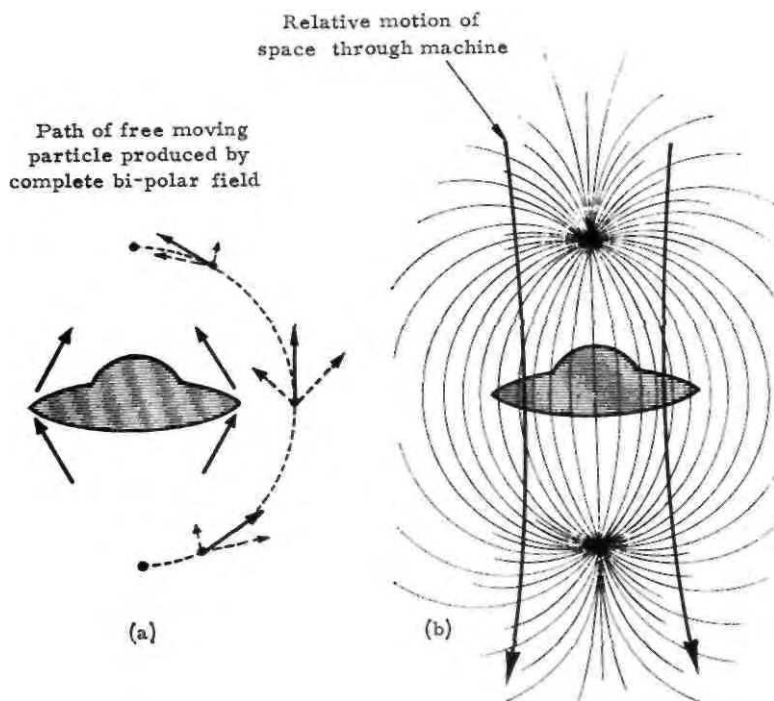 Relative motion of
space through machine
Path of free moving
particle produced by
complete bi-polar field
(a)
(b)